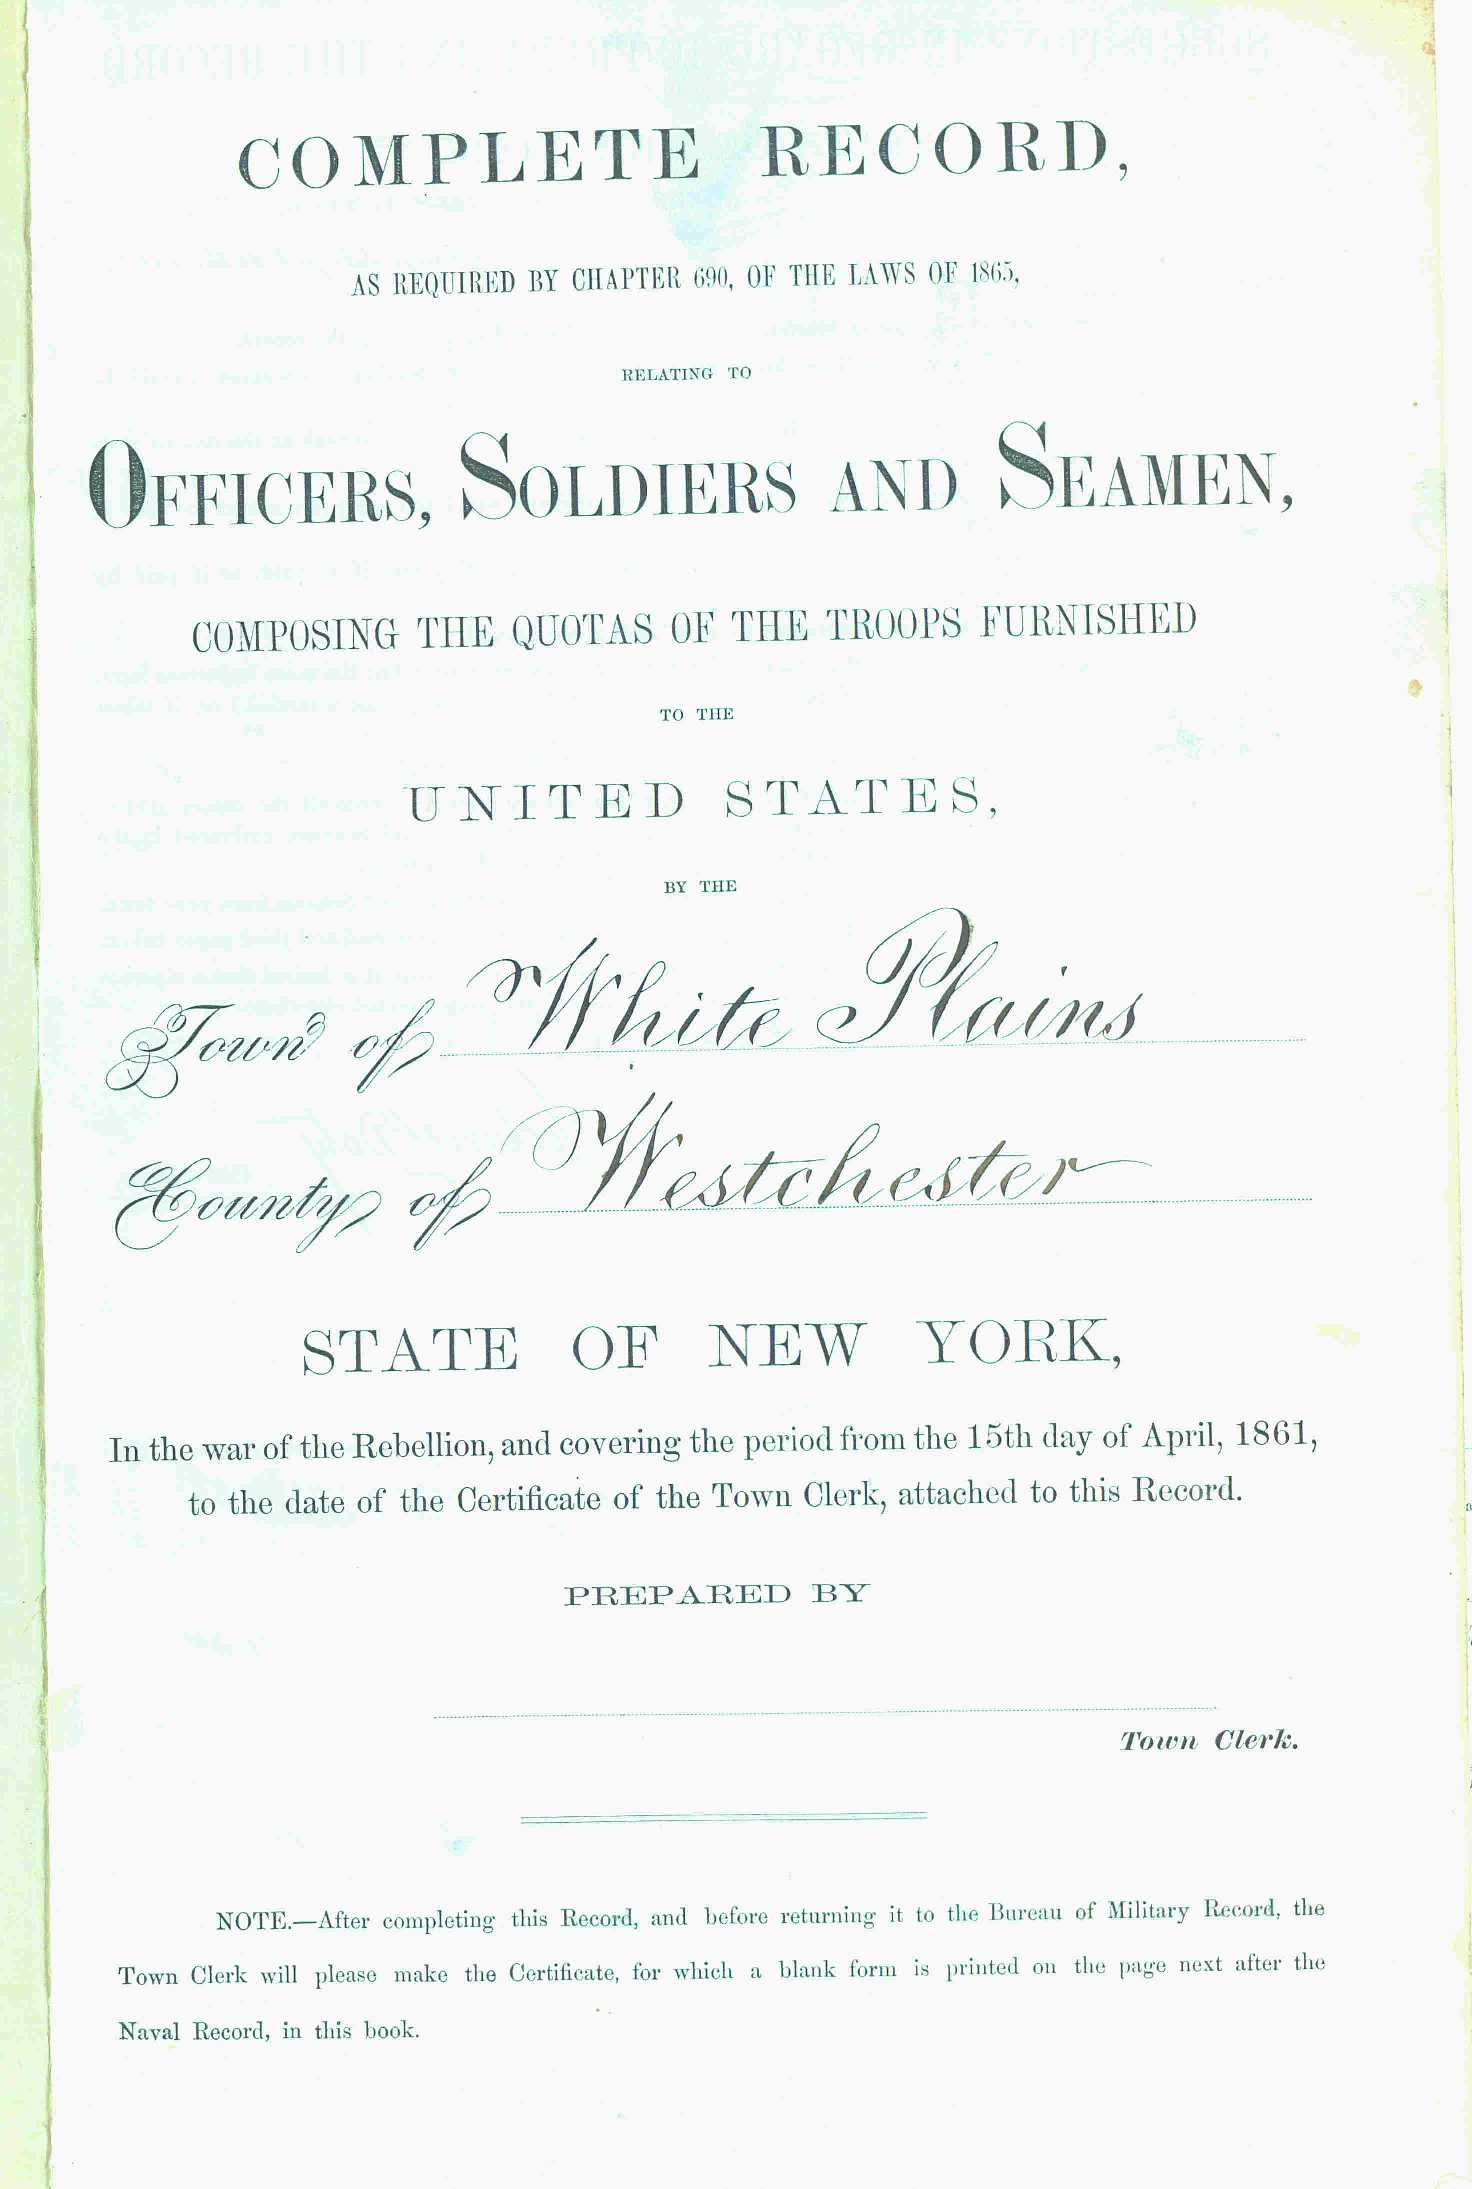 COMPLETE RECORD,
AS REQUIRED BY CHAPTER 690, OF THE LAWS OF 1865,
RELATING TO
OFFICERS, SOLDIERS AND SEAMEN,
COMPOSING THE QUOTAS OF THE TROOPS FURNISHED
TO THE
UNITED STATES,
BY THE
Town of White Plains
County of Westchester
STATE OF NEW YORK,
In the war of the Rebellion, and covering the period from the 15th day of April, 1861,
to the date of the Certificate of the Town Clerk, attached to this Record.
PREPARED BY
Town Clerk.
NOTE.—After completing this Record, and before returning it to the Bureau of Military Record, the
Town Clerk will please make the Certificate, for which a blank form is printed on the page next after the
Naval Record, in this book.